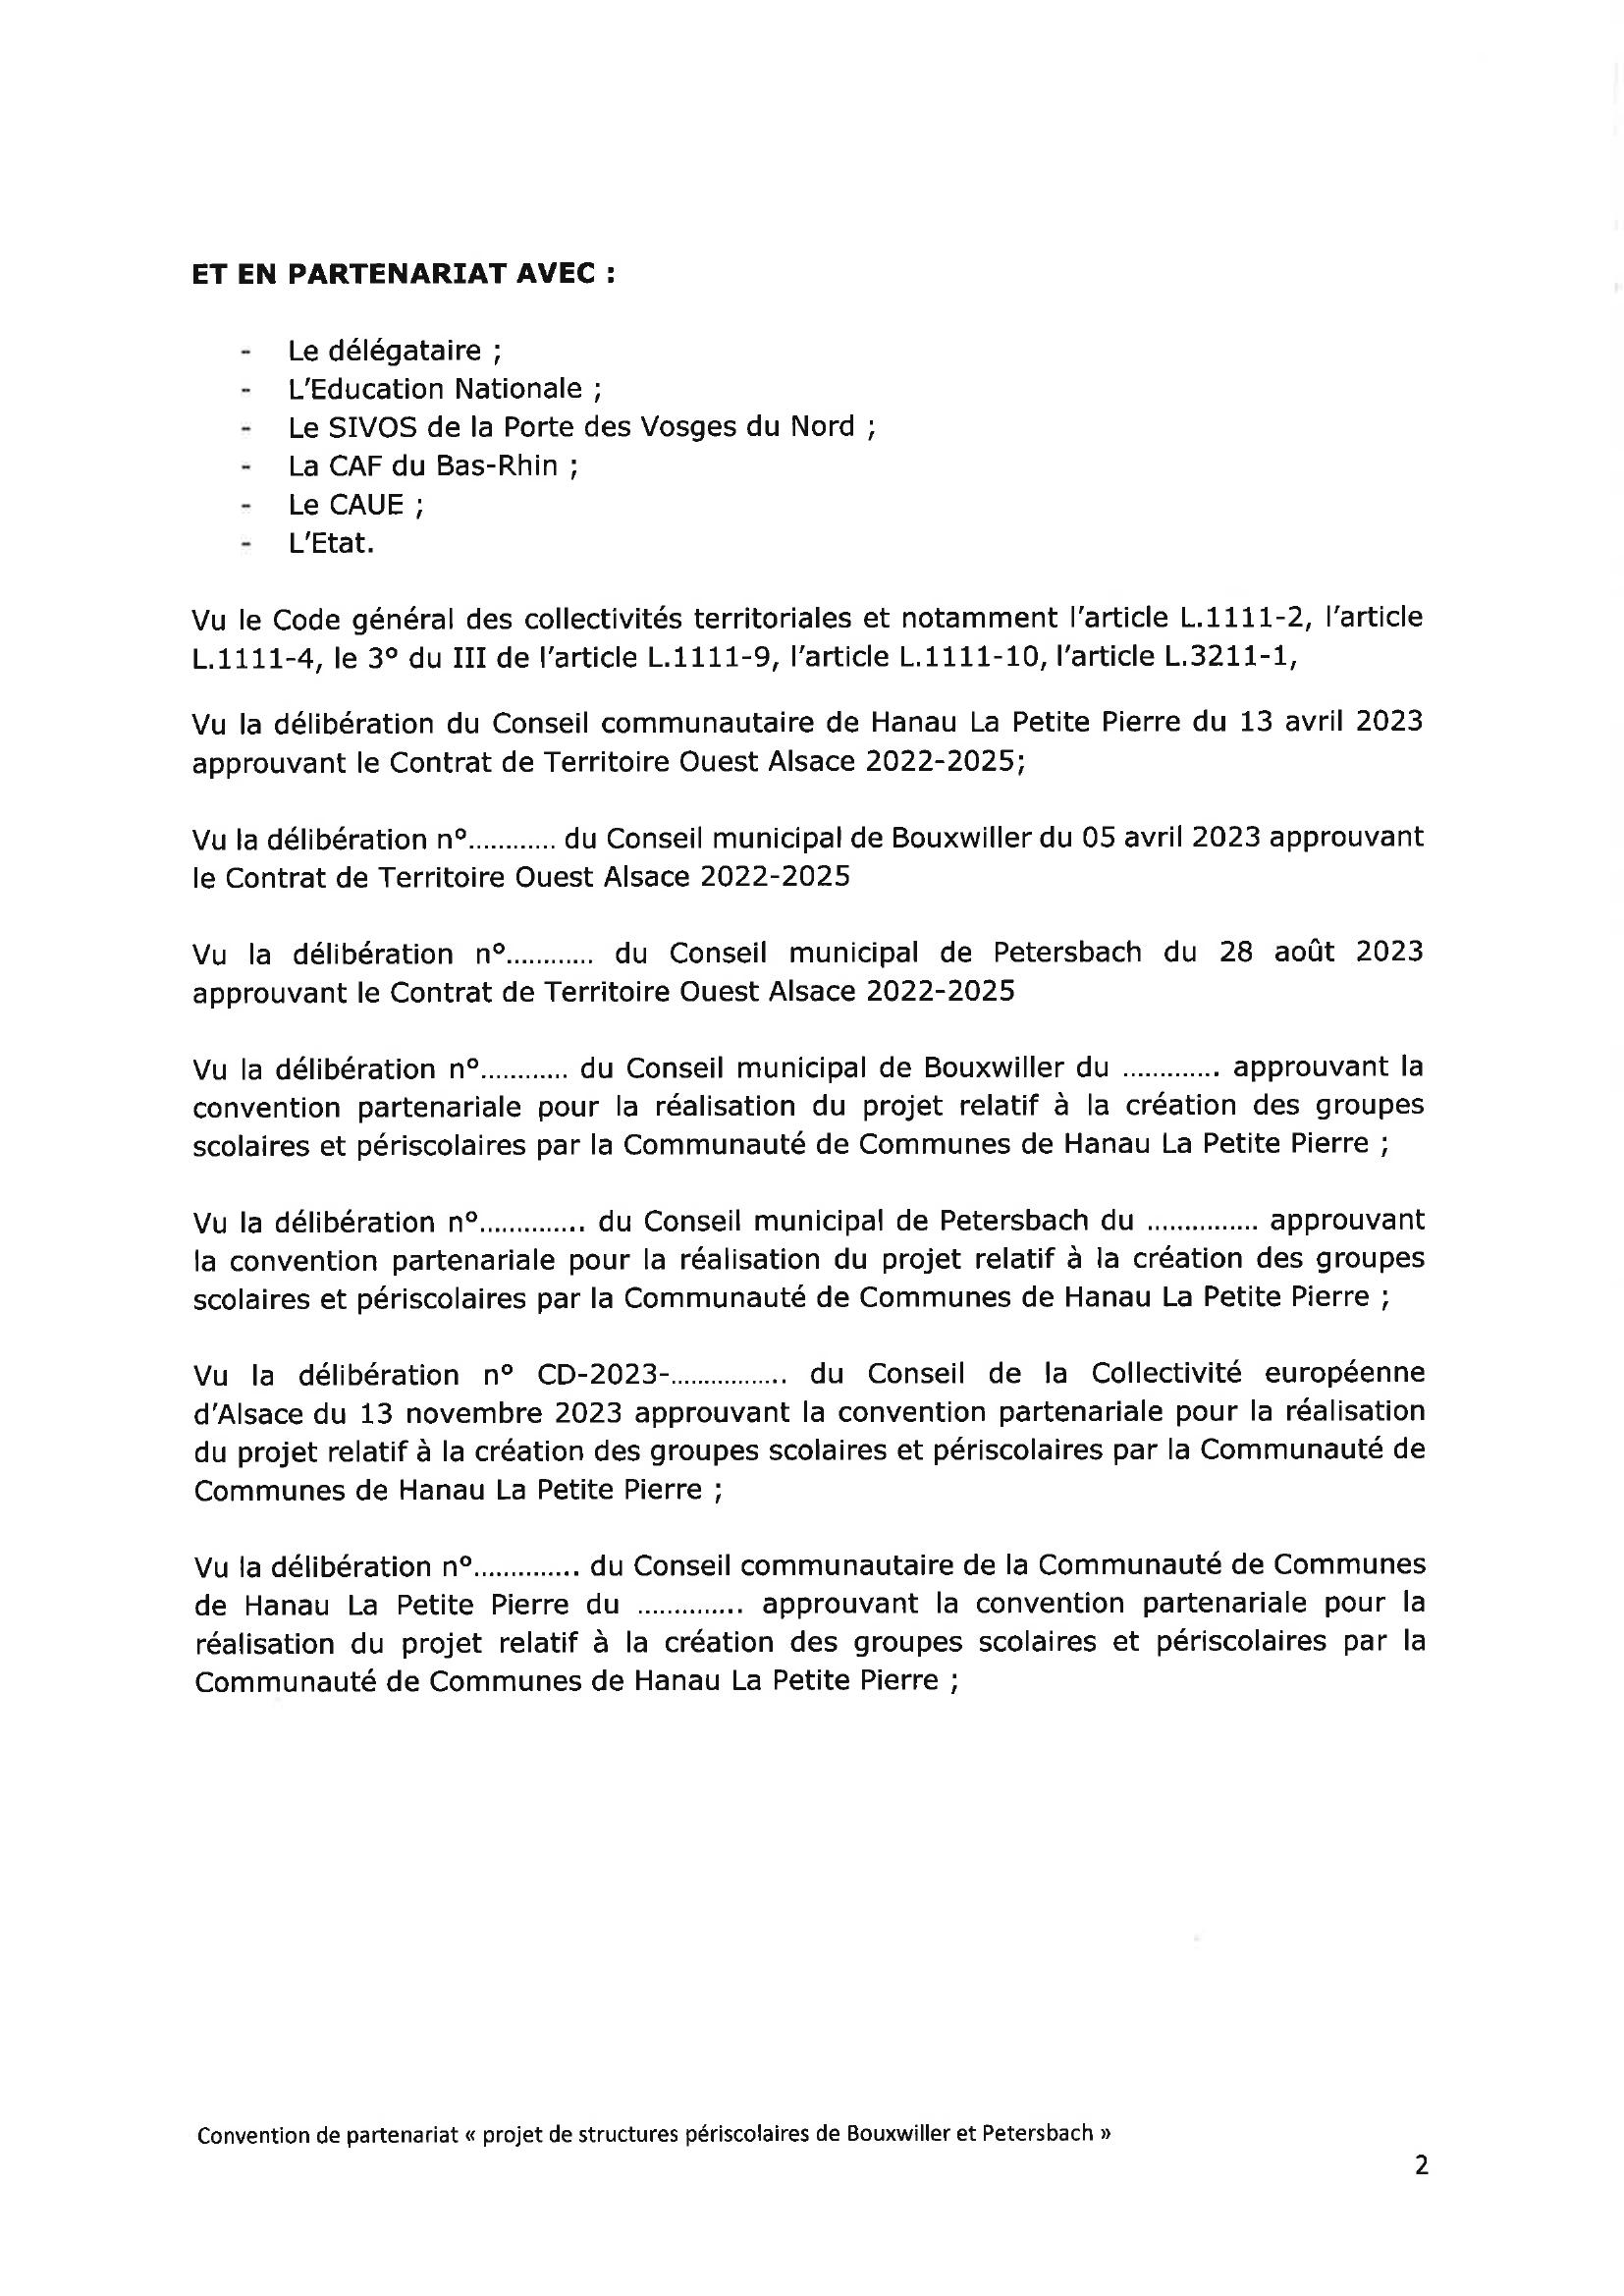 ET EN PARTENARIAT AVEC :
- Le délégataire ;
- L'Education Nationale ;
- Le SIVOS de la Porte des Vosges du Nord ;
- La CAF du Bas-Rhin ;
- Le CAUE ;
- L'Etat.
Vu le Code général des collectivités territoriales et notamment l'article L.1111-2, l'article
L.1111-4, le 3° du III de l'article L.1111-9, l'article L.1111-10, l'article L.3211-1,
Vu la délibération du Conseil communautaire de Hanau La Petite Pierre du 13 avril 2023
approuvant le Contrat de Territoire Ouest Alsace 2022-2025;
Vu la délibération n°............ du Conseil municipal de Bouxwiller du 05 avril 2023 approuvant
le Contrat de Territoire Ouest Alsace 2022-2025
Vu la délibération n°............ du Conseil municipal de Petersbach du 28 août 2023
approuvant le Contrat de Territoire Ouest Alsace 2022-2025
Vu la délibération n°............ du Conseil municipal de Bouxwiller du ............. approuvant la
convention partenariale pour la réalisation du projet relatif à la création des groupes
scolaires et périscolaires par la Communauté de Communes de Hanau La Petite Pierre ;
Vu la délibération n°.............. du Conseil municipal de Petersbach du ............... approuvant
la convention partenariale pour la réalisation du projet relatif à la création des groupes
scolaires et périscolaires par la Communauté de Communes de Hanau La Petite Pierre ;
Vu la délibération n° CD-2023-................ du Conseil de la Collectivité européenne
d'Alsace du 13 novembre 2023 approuvant la convention partenariale pour la réalisation
du projet relatif à la création des groupes scolaires et périscolaires par la Communauté de
Communes de Hanau La Petite Pierre ;
Vu la délibération n°.............. du Conseil communautaire de la Communauté de Communes
de Hanau La Petite Pierre du .............. approuvant la convention partenariale pour la
réalisation du projet relatif à la création des groupes scolaires et périscolaires par la
Communauté de Communes de Hanau La Petite Pierre ;
Convention de partenariat « projet de structures périscolaires de Bouxwiller et Petersbach »
2